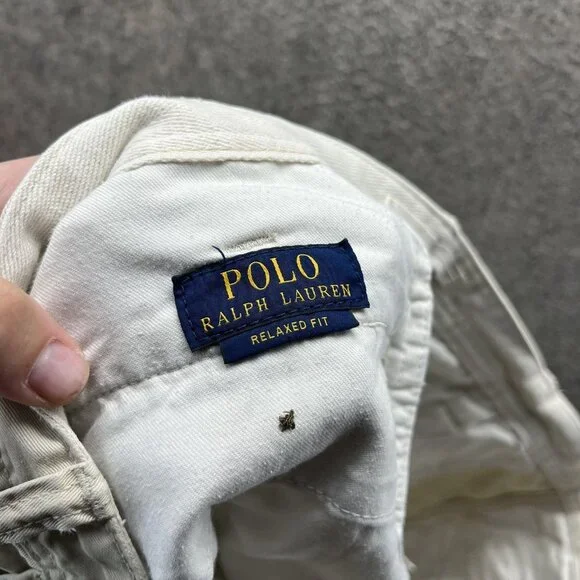 POLO
RALPH LAUREN
RELAXED FIT